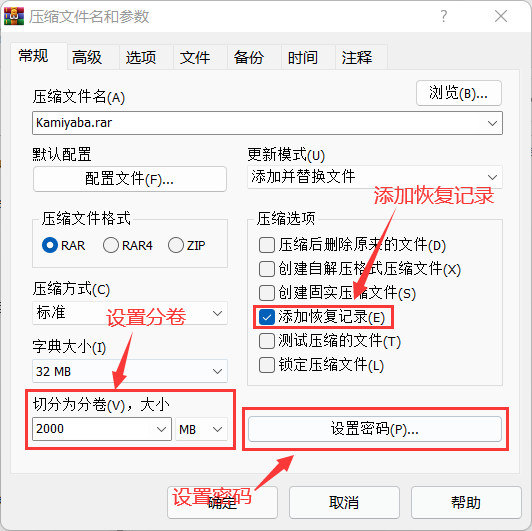 压缩文件名和参数
?
常规 高级 选项 文件 备份 时间 注释
压缩文件名(A)
浏览(B)...
Kamiyaba.rar
默认配置
配置文件(F)...
更新模式(U)
添加并替换文件
添加恢复记录
压缩文件格式
RAR RAR4 ZIP
压缩方式(C)
标准
设置分卷
字典大小(I)
32 MB
切分为分卷(V)，大小
2000 MB
压缩选项
压缩后删除原来的文件(D)
创建自解压格式压缩文件(X)
创建固实压缩文件(S)
添加恢复记录(E)
测试压缩的文件(T)
锁定压缩文件(L)
设置密码(P)...
设置密码
确定 取消 帮助